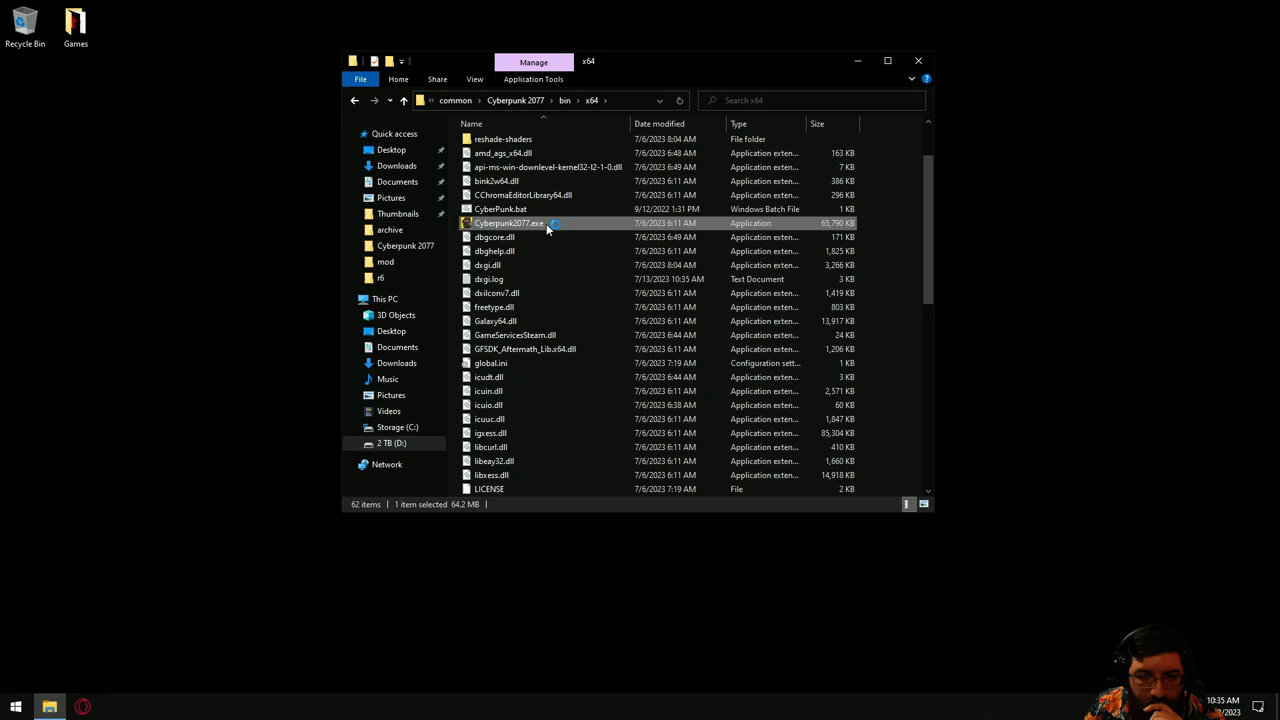 Recycle Bin
Games
Manage
x64
File
Home
Share
View
Application Tools
common
Cyberpunk 2077
bin
x64
Search x64
Name
Date modified
Type
Size
Quick access
Desktop
Downloads
Documents
Pictures
Thumbnails
archive
Cyberpunk 2077
mod
r6
This PC
3D Objects
Desktop
Documents
Downloads
Music
Pictures
Videos
Storage (C:)
2 TB (D:)
Network
reshade-shaders 7/6/2023 8:04 AM File folder
amd_ags_x64.dll 7/6/2023 6:48 AM Application exten... 163 KB
api-ms-win-downlevel-kernel32-l2-1-0.dll 7/6/2023 6:11 AM Application exten... 7 KB
bink2w64.dll 7/6/2023 6:11 AM Application exten... 386 KB
CChromaEditorLibrary64.dll 7/6/2023 6:11 AM Application exten... 296 KB
CyberPunk.bat 9/12/2022 1:31 PM Windows Batch File 1 KB
Cyberpunk2077.exe 7/6/2023 6:11 AM Application 65,790 KB
dbgcore.dll 7/6/2023 6:49 AM Application exten... 171 KB
dbghelp.dll 7/6/2023 6:11 AM Application exten... 1,825 KB
dxgi.dll 7/6/2023 8:04 AM Application exten... 3,266 KB
dxgi.log 7/13/2023 10:35 AM Text Document 3 KB
dxilconv7.dll 7/6/2023 6:11 AM Application exten... 1,419 KB
freetype.dll 7/6/2023 6:11 AM Application exten... 803 KB
Galaxy64.dll 7/6/2023 6:11 AM Application exten... 13,917 KB
GameServicesSteam.dll 7/6/2023 6:44 AM Application exten... 24 KB
GFSDK_Aftermath_Lib.x64.dll 7/6/2023 6:11 AM Application exten... 1,206 KB
global.ini 7/6/2023 7:19 AM Configuration sett... 1 KB
icudt.dll 7/6/2023 6:44 AM Application exten... 3 KB
icuin.dll 7/6/2023 6:11 AM Application exten... 2,571 KB
icuio.dll 7/6/2023 6:38 AM Application exten... 60 KB
icuuc.dll 7/6/2023 6:11 AM Application exten... 1,847 KB
igxess.dll 7/6/2023 6:11 AM Application exten... 85,304 KB
libcurl.dll 7/6/2023 6:11 AM Application exten... 410 KB
libeay32.dll 7/6/2023 6:11 AM Application exten... 1,660 KB
libxess.dll 7/6/2023 6:11 AM Application exten... 14,918 KB
LICENSE 7/6/2023 7:19 AM File 2 KB
62 items
1 item selected 64.2 MB
10:35 AM